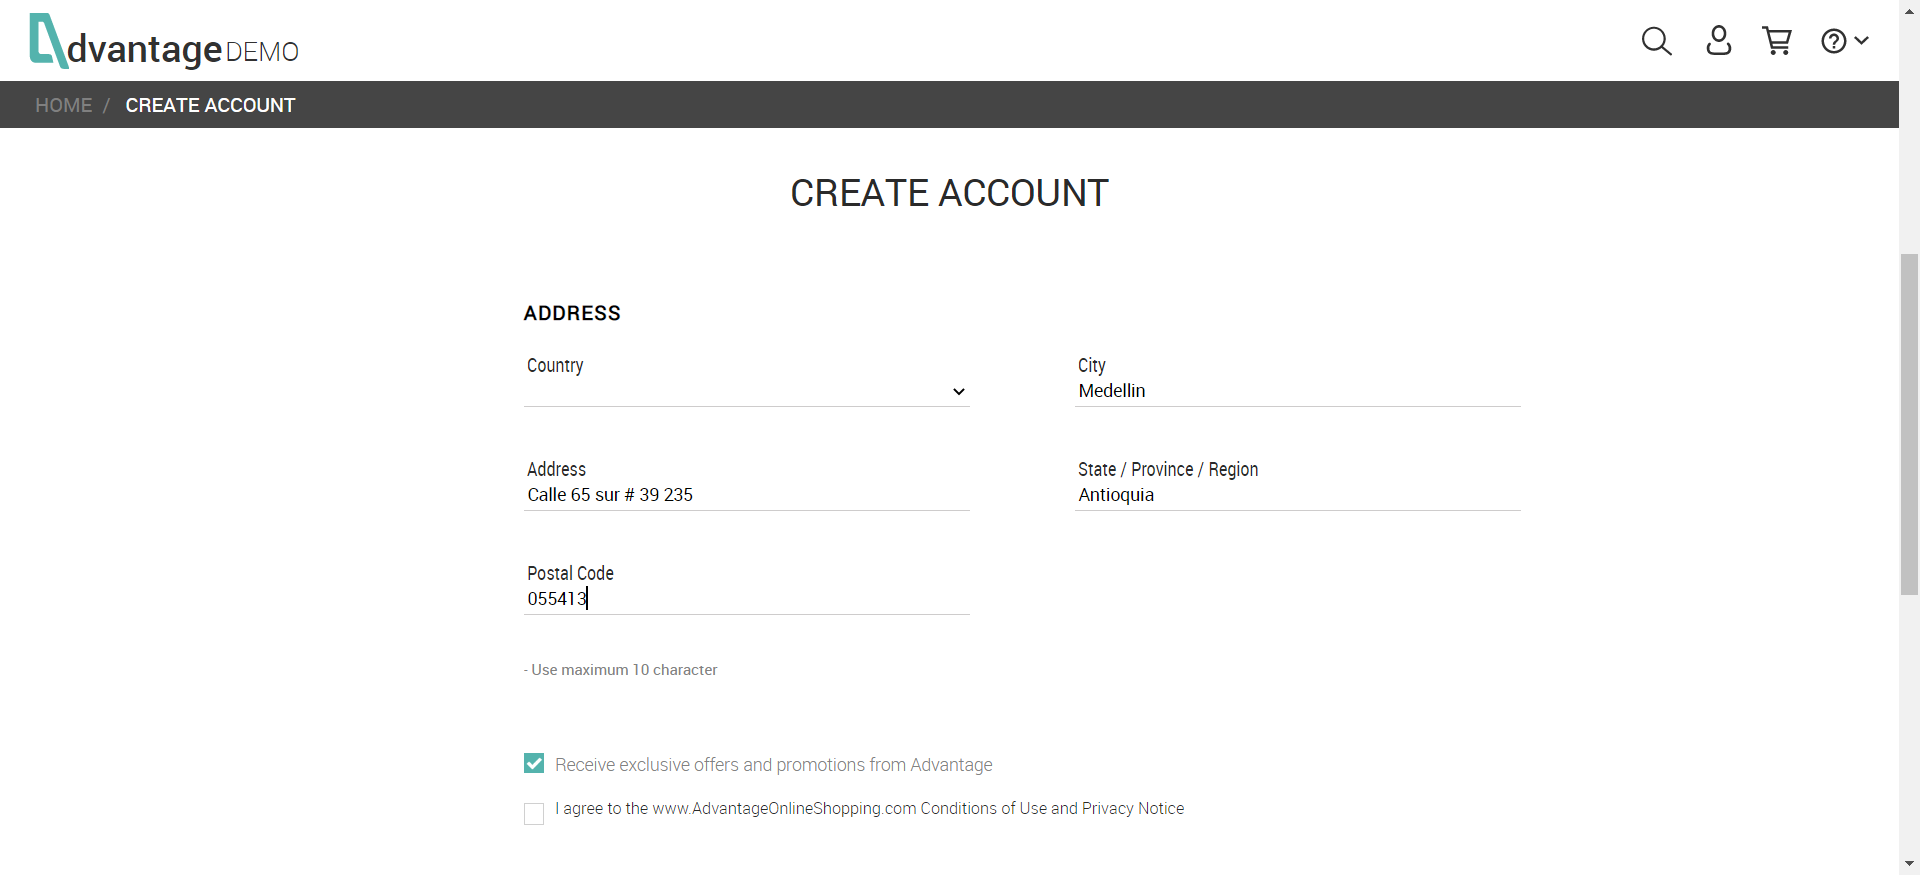 dvantage DEMO
HOME / CREATE ACCOUNT
CREATE ACCOUNT
ADDRESS
Country
City
Medellin
Address
Calle 65 sur # 39 235
State / Province / Region
Antioquia
Postal Code
055413
- Use maximum 10 character
Receive exclusive offers and promotions from Advantage
I agree to the www.AdvantageOnlineShopping.com Conditions of Use and Privacy Notice